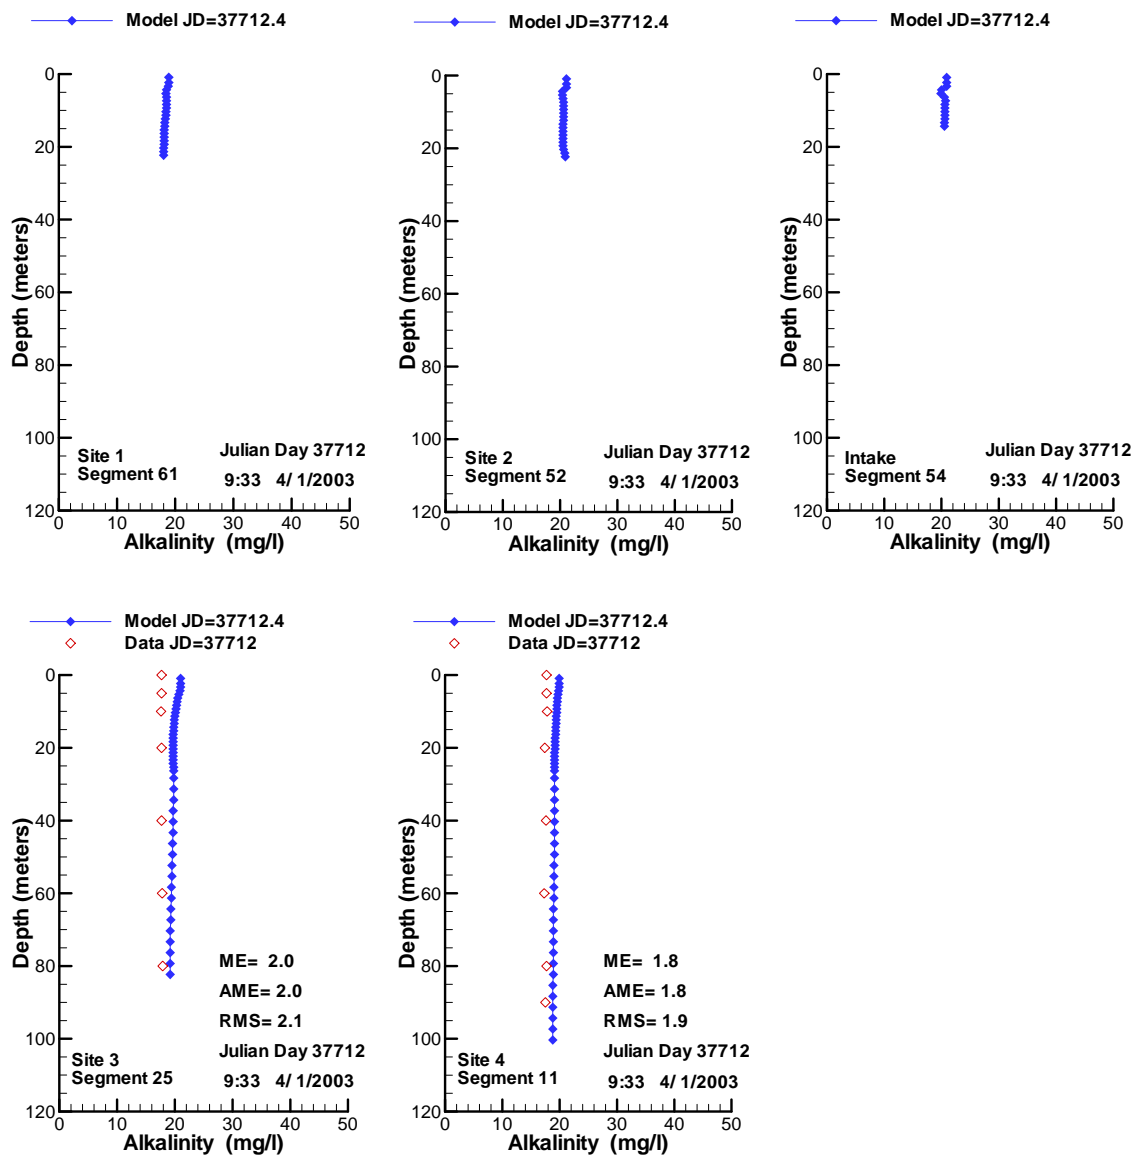 Model JD=37712.4
0
20
40
60
80
100
120
0 10 20 30 40 50
Depth (meters)
Alkalinity (mg/l)
Site 1
Segment 61
Julian Day 37712
9:33 4/ 1/2003
Model JD=37712.4
0
20
40
60
80
100
120
0 10 20 30 40 50
Depth (meters)
Alkalinity (mg/l)
Site 2
Segment 52
Julian Day 37712
9:33 4/ 1/2003
Model JD=37712.4
0
20
40
60
80
100
120
0 10 20 30 40 50
Depth (meters)
Alkalinity (mg/l)
Intake
Segment 54
Julian Day 37712
9:33 4/ 1/2003
Model JD=37712.4
Data JD=37712
0
20
40
60
80
100
120
0 10 20 30 40 50
Depth (meters)
Alkalinity (mg/l)
ME= 2.0
AME= 2.0
RMS= 2.1
Site 3
Segment 25
Julian Day 37712
9:33 4/ 1/2003
Model JD=37712.4
Data JD=37712
0
20
40
60
80
100
120
0 10 20 30 40 50
Depth (meters)
Alkalinity (mg/l)
ME= 1.8
AME= 1.8
RMS= 1.9
Site 4
Segment 11
Julian Day 37712
9:33 4/ 1/2003